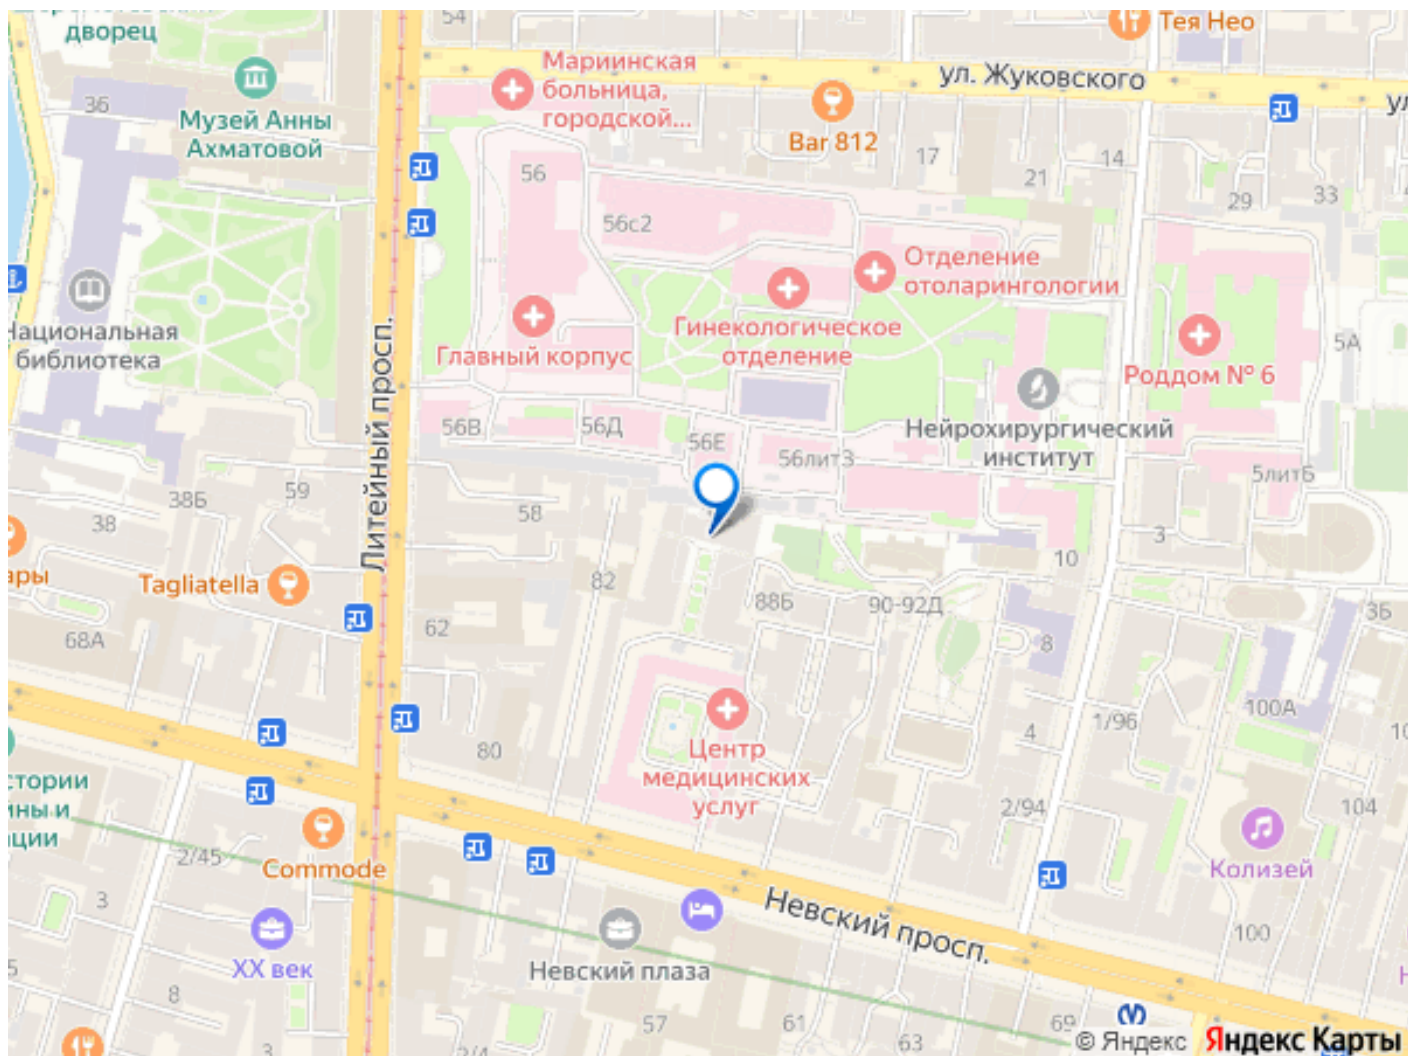 дворец
54
Тея Нео
Мариинская
больница,
городской...
ул. Жуковского
36
Музей Анны
Ахматовой
Bar 812
17
14
21
29
33
56
56с2
Отделение
отоларингологии
Национальная
библиотека
Гинекологическое
отделение
Главный корпус
5А
Роддом № 6
Литейный просп.
56В
56Д
56Е
56лит3
Нейрохирургический
институт
5литБ
59
38Б
38
58
3
10
Tagliatella
82
88Б
90-92Д
3Б
68А
62
8
100А
1/96
4
80
Центр
медицинских
услуг
2/94
104
Колизей
2/45
Commode
3
Невский просп.
100
XX век
Невский плаза
8
57
61
63
69
3
2/4
© Яндекс Яндекс Карты